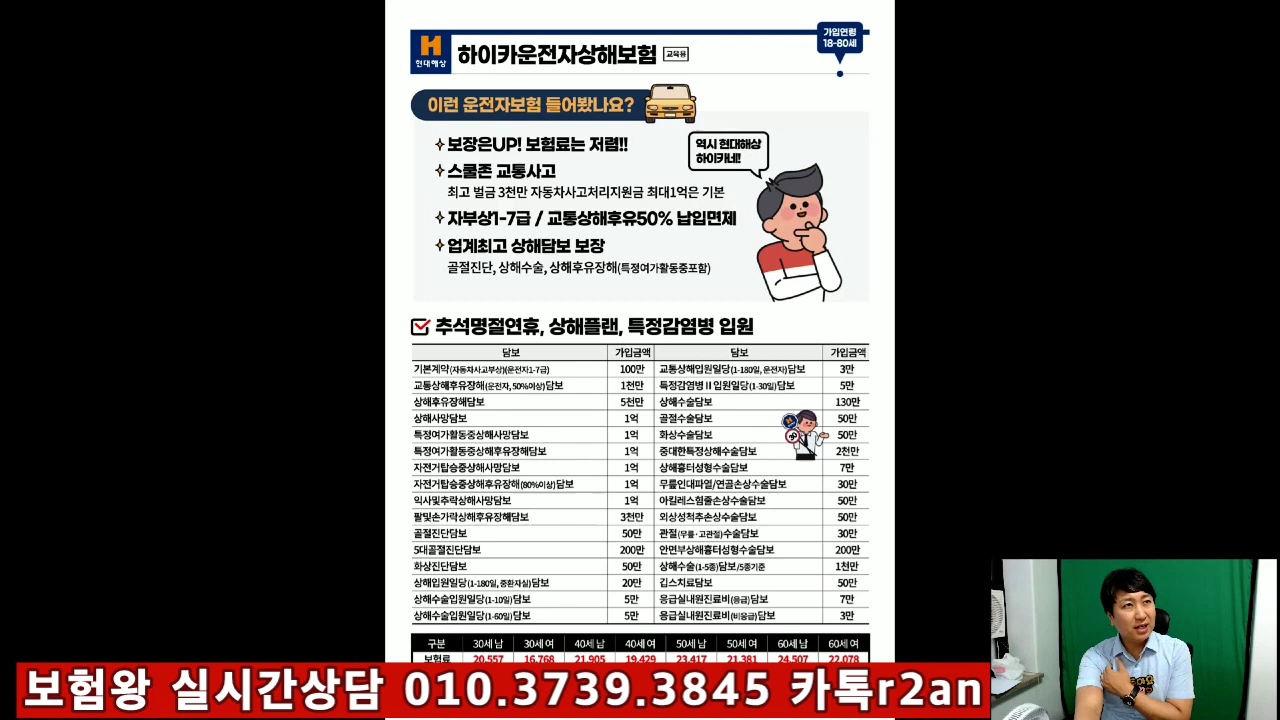 현대해상
하이카운전자상해보험 교육용
가입연령
18-80세
이런 운전자보험 들어봤나요?
보장은UP! 보험료는 저렴!!
역시 현대해상
하이카네!
스쿨존 교통사고
최고 벌금 3천만 자동차사고처리지원금 최대1억은 기본
자부상1-7급 / 교통상해후유50% 납입면제
업계최고 상해담보 보장
골절진단, 상해수술, 상해후유장해(특정여가활동중포함)
추석명절연휴, 상해플랜, 특정감염병 입원
담보 가입금액 담보 가입금액
기본계약(자동차사고부상)(운전자1-7급) 100만 교통상해입원일당(1-180일, 운전자)담보 3만
교통상해후유장해(운전자, 50%이상)담보 1천만 특정감염병Ⅱ입원일당(1-30일)담보 5만
상해후유장해담보 5천만 상해수술담보 130만
상해사망담보 1억 골절수술담보 50만
특정여가활동중상해사망담보 1억 화상수술담보 50만
특정여가활동중상해후유장해담보 1억 중대한특정상해수술담보 2천만
자전거탑승중상해사망담보 1억 상해흉터성형수술담보 7만
자전거탑승중상해후유장해(80%이상)담보 1억 무릎인대파열/연골손상수술담보 30만
익사및추락상해사망담보 1억 아킬레스힘줄손상수술담보 50만
팔및손가락상해후유장해담보 3천만 외상성척추손상수술담보 50만
골절진단담보 50만 관절(무릎·고관절)수술담보 30만
5대골절진단담보 200만 안면부상해흉터성형수술담보 200만
화상진단담보 50만 상해수술(1-5종)담보/5종기준 1천만
상해입원일당(1-180일, 중환자실)담보 20만 깁스치료담보 50만
상해수술입원일당(1-10일)담보 5만 응급실내원진료비(응급)담보 7만
상해수술입원일당(1-60일)담보 5만 응급실내원진료비(비응급)담보 3만
구분 30세 남 30세 여 40세 남 40세 여 50세 남 50세 여 60세 남 60세 여
보험료 20,557 16,768 21,905 19,429 23,417 21,381 24,507 22,078
보험왕 실시간상담 010.3739.3845 카톡r2an